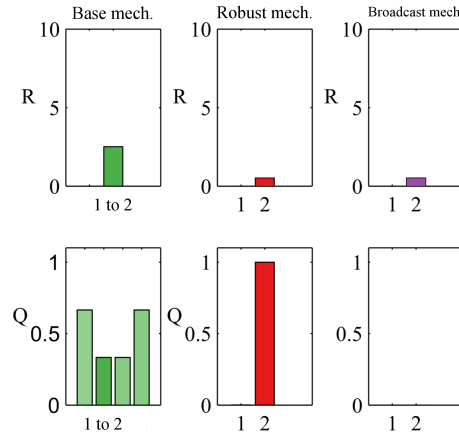 Base mech. Robust mech. Broadcast mech
10 10 10
R R R
5 5 5
0 0 0
1 to 2 1 2 1 2
1 1 1
Q Q
0.5 0.5 0.5
0 0 0
1 to 2 1 2 1 2